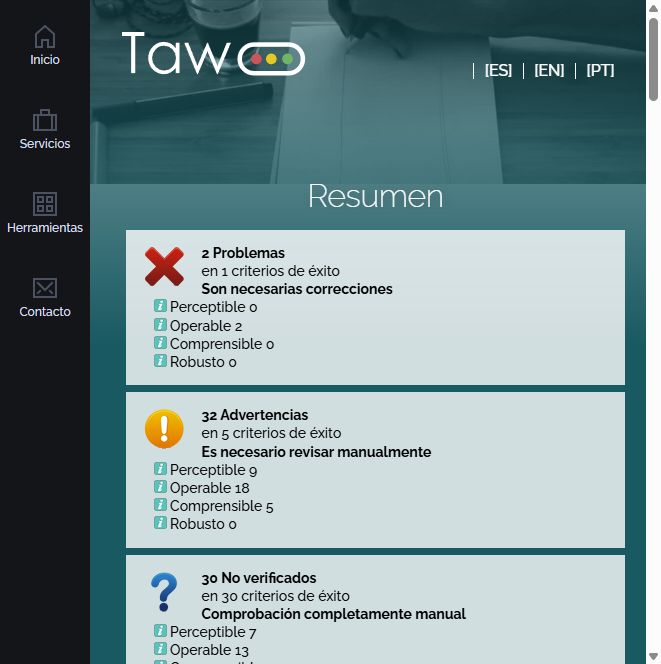 Inicio
Servicios
Herramientas
Contacto
Taw
[ES]
[EN]
[PT]
Resumen
2 Problemas
en 1 criterios de éxito
Son necesarias correcciones
Perceptible 0
Operable 2
Comprensible 0
Robusto 0
32 Advertencias
en 5 criterios de éxito
Es necesario revisar manualmente
Perceptible 9
Operable 18
Comprensible 5
Robusto 0
30 No verificados
en 30 criterios de éxito
Comprobación completamente manual
Perceptible 7
Operable 13